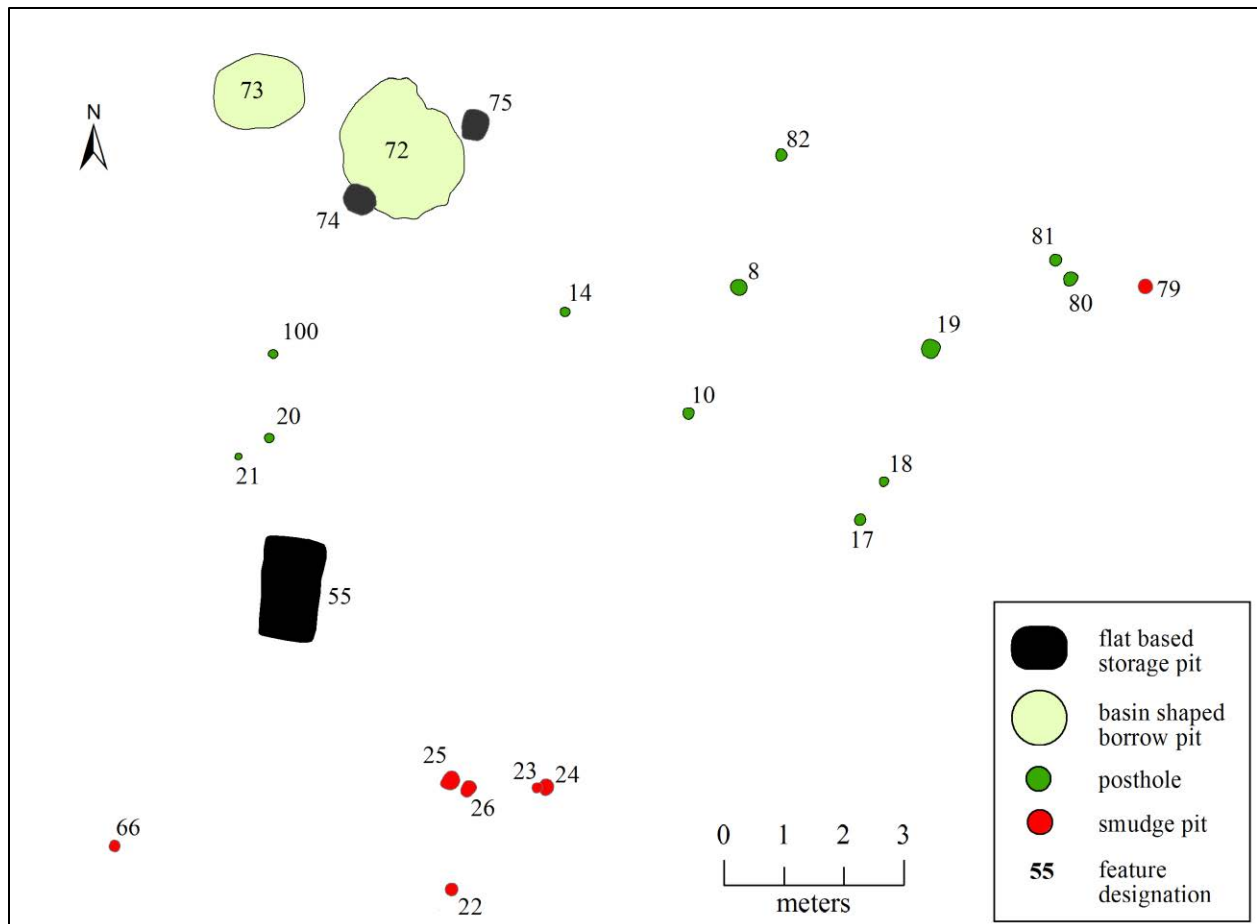 N
73
75
72
74
82
81
8
80
79
14
19
100
10
20
21
18
17
55
25
23
24
26
66
22
0 1 2 3
meters
flat based
storage pit
basin shaped
borrow pit
posthole
smudge pit
55 feature
designation